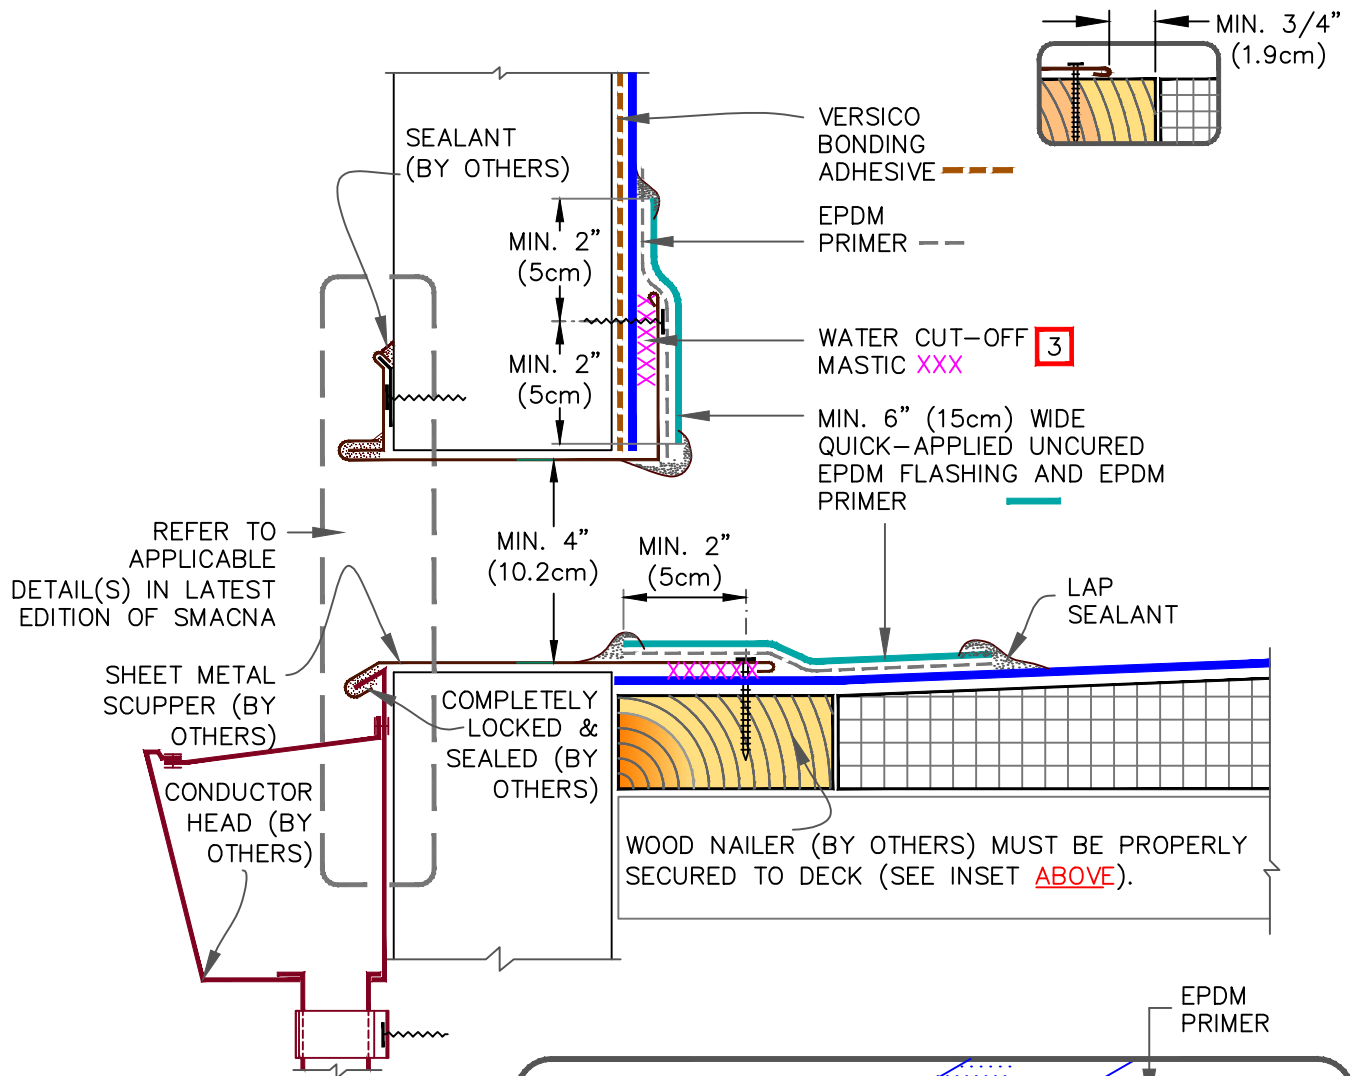 MIN. 3/4"
(1.9cm)
SEALANT
(BY OTHERS)
VERSICO
BONDING
ADHESIVE
EPDM
PRIMER
MIN. 2"
(5cm)
WATER CUT-OFF 3
MASTIC XXX
MIN. 2"
(5cm)
MIN. 6" (15cm) WIDE
QUICK-APPLIED UNCURED
EPDM FLASHING AND EPDM
PRIMER
REFER TO
APPLICABLE
DETAIL(S) IN LATEST
EDITION OF SMACNA
MIN. 4"
(10.2cm)
MIN. 2"
(5cm)
LAP
SEALANT
SHEET METAL
SCUPPER (BY
OTHERS)
COMPLETELY
LOCKED &
SEALED (BY
OTHERS)
CONDUCTOR
HEAD (BY
OTHERS)
WOOD NAILER (BY OTHERS) MUST BE PROPERLY
SECURED TO DECK (SEE INSET ABOVE).
EPDM
PRIMER